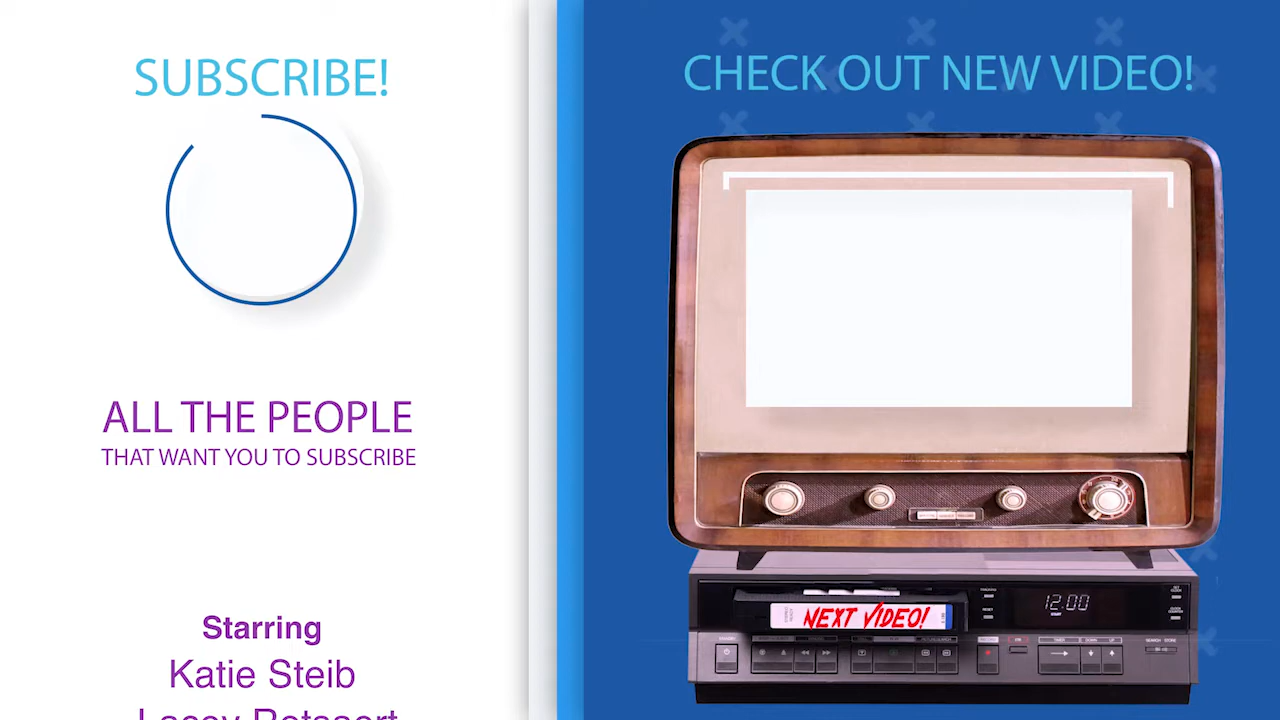 SUBSCRIBE!
ALL THE PEOPLE
THAT WANT YOU TO SUBSCRIBE
Starring
Katie Steib
CHECK OUT NEW VIDEO!
NEXT VIDEO!
12:00